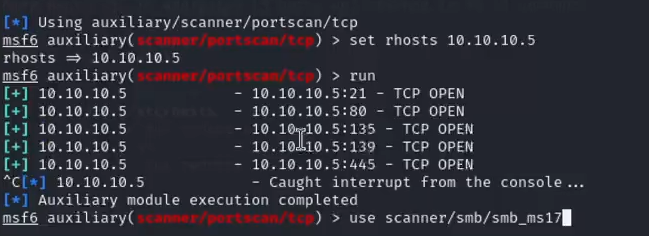 [*] Using auxiliary/scanner/portscan/tcp
msf6 auxiliary(scanner/portscan/tcp) > set rhosts 10.10.10.5
rhosts ⇒ 10.10.10.5
msf6 auxiliary(scanner/portscan/tcp) > run
[+] 10.10.10.5 - 10.10.10.5:21 - TCP OPEN
[+] 10.10.10.5 - 10.10.10.5:80 - TCP OPEN
[+] 10.10.10.5 - 10.10.10.5:135 - TCP OPEN
[+] 10.10.10.5 - 10.10.10.5:139 - TCP OPEN
[+] 10.10.10.5 - 10.10.10.5:445 - TCP OPEN
^C[*] 10.10.10.5 - Caught interrupt from the console...
[*] Auxiliary module execution completed
msf6 auxiliary(scanner/portscan/tcp) > use scanner/smb/smb_ms17